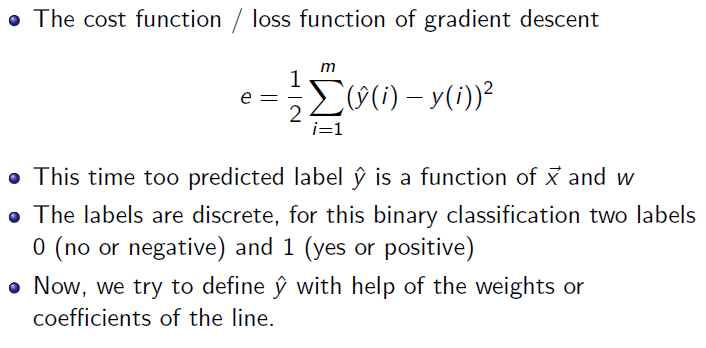 The cost function / loss function of gradient descent
e = \frac{1}{2} \sum_{i=1}^{m} (ŷ(i) − y(i))²
This time too predicted label ŷ is a function of \vec{x} and w
The labels are discrete, for this binary classification two labels
0 (no or negative) and 1 (yes or positive)
Now, we try to define ŷ with help of the weights or
coefficients of the line.